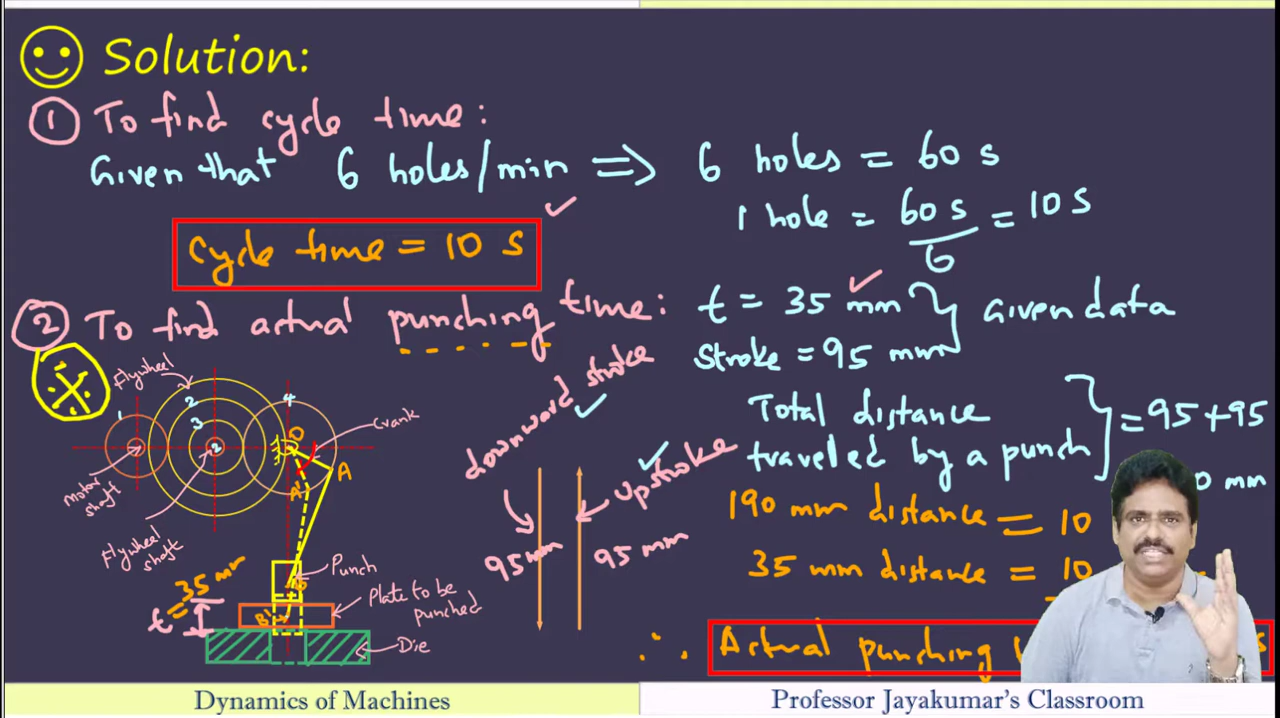 Solution:
① To find cycle time:
Given that 6 holes/min ⇒ 6 holes = 60 s
1 hole = 60 s / 6 = 10 s
Cycle time = 10 s
② To find actual punching time:
t = 35 mm
Stroke = 95 mm
} Given data
Total distance
traveled by a punch
} = 95 + 95
0 mm
190 mm distance = 10
35 mm distance = 10
∴ Actual punching
s
Flywheel
1
2
3
2
4
O
Crank
A
A'
motor
shaft
Flywheel
shaft
Punch
B
B'
Plate to be
punched
Die
t = 35 mm
downward stroke
upstroke
95 mm
95 mm
Dynamics of Machines
Professor Jayakumar's Classroom